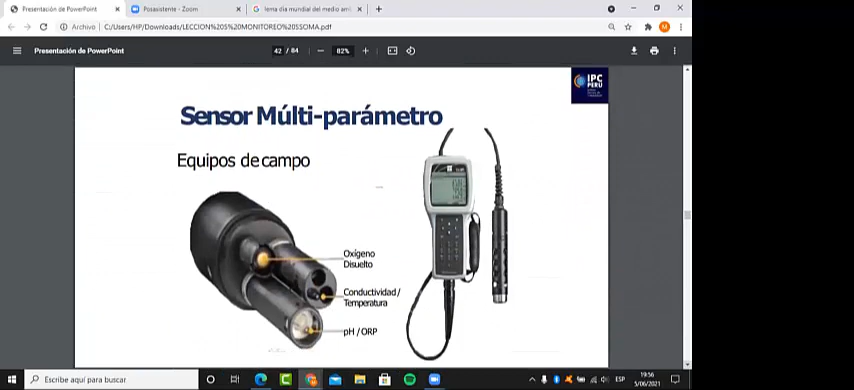 Presentación de PowerPoint
Posasistente - Zoom
lema dia mundial del medio am
Archivo
C:/Users/HP/Downloads/LECCION%205%20MONITOREO%20SSOMA.pdf
M
Presentación de PowerPoint
42 / 84
82%
IPC
PERÚ
Sensor Múlti-parámetro
Equipos de campo
Oxígeno
Disuelto
Conductividad /
Temperatura
pH / ORP
Escribe aquí para buscar
ESP
19:56
5/06/2021